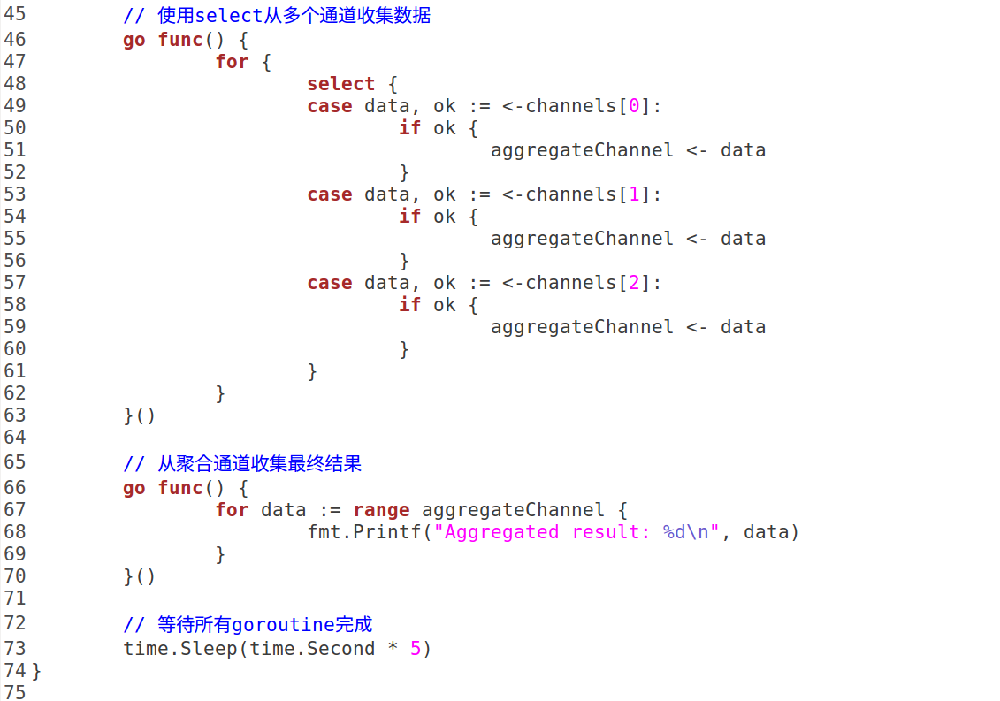 45         // 使用select从多个通道收集数据
46         go func() {
47                 for {
48                         select {
49                         case data, ok := <-channels[0]:
50                                 if ok {
51                                         aggregateChannel <- data
52                                 }
53                         case data, ok := <-channels[1]:
54                                 if ok {
55                                         aggregateChannel <- data
56                                 }
57                         case data, ok := <-channels[2]:
58                                 if ok {
59                                         aggregateChannel <- data
60                                 }
61                         }
62                 }
63         }()
64
65         // 从聚合通道收集最终结果
66         go func() {
67                 for data := range aggregateChannel {
68                         fmt.Printf("Aggregated result: %d\n", data)
69                 }
70         }()
71
72         // 等待所有goroutine完成
73         time.Sleep(time.Second * 5)
74 }
75